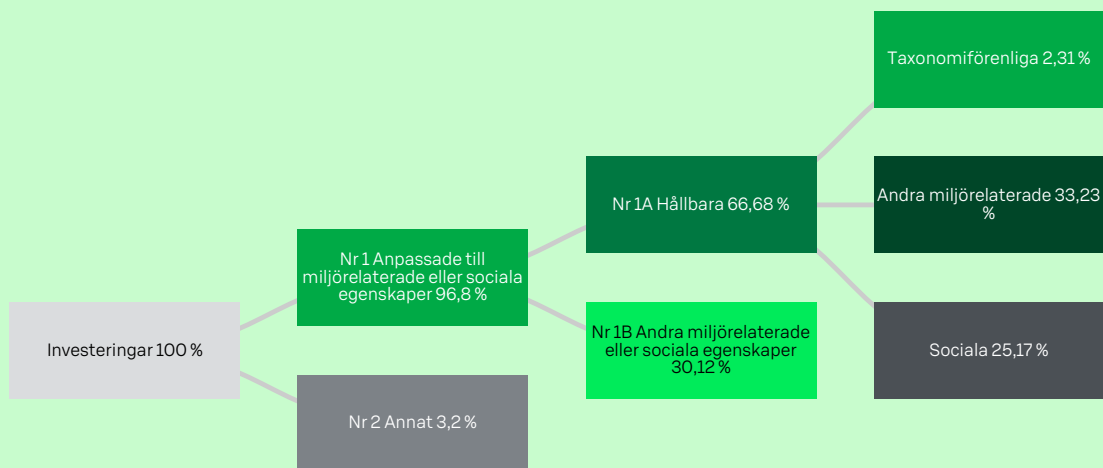 Taxonomiförenliga 2,31 %
Nr 1A Hållbara 66,68 %
Andra miljörelaterade 33,23
%
Nr 1 Anpassade till
miljörelaterade eller sociala
egenskaper 96,8 %
Investeringar 100 %
Nr 1B Andra miljörelaterade
eller sociala egenskaper
30,12 %
Sociala 25,17 %
Nr 2 Annat 3,2 %